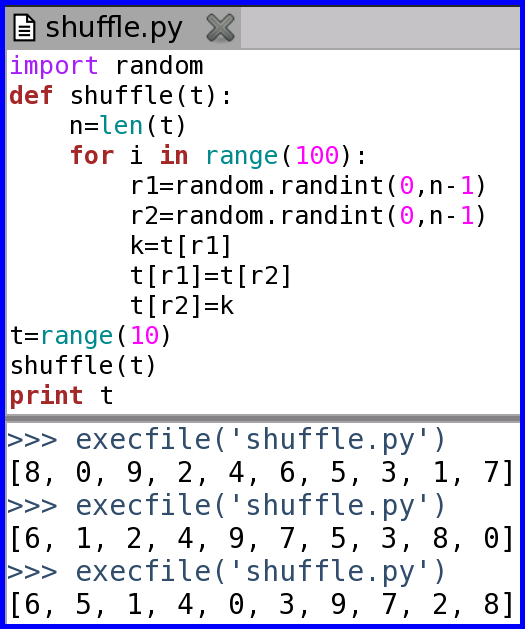 shuffle.py
import random
def shuffle(t):
    n=len(t)
    for i in range(100):
        r1=random.randint(0,n-1)
        r2=random.randint(0,n-1)
        k=t[r1]
        t[r1]=t[r2]
        t[r2]=k
t=range(10)
shuffle(t)
print t
>>> execfile('shuffle.py')
[8, 0, 9, 2, 4, 6, 5, 3, 1, 7]
>>> execfile('shuffle.py')
[6, 1, 2, 4, 9, 7, 5, 3, 8, 0]
>>> execfile('shuffle.py')
[6, 5, 1, 4, 0, 3, 9, 7, 2, 8]